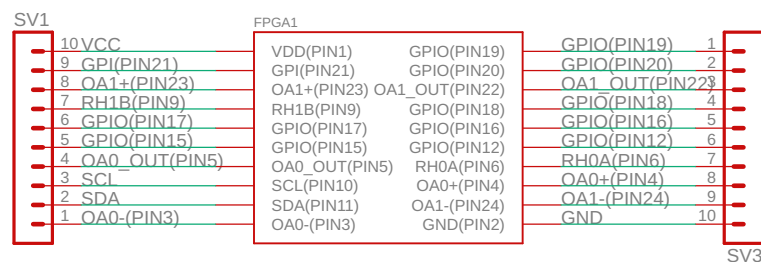 SV1
FPGA1
10 VCC VDD(PIN1) GPIO(PIN19) GPIO(PIN19) 1
9 GPI(PIN21) GPI(PIN21) GPIO(PIN20) GPIO(PIN20) 2
8 OA1+(PIN23) OA1+(PIN23) OA1_OUT(PIN22) OA1_OUT(PIN22) 3
7 RH1B(PIN9) RH1B(PIN9) GPIO(PIN18) GPIO(PIN18) 4
6 GPIO(PIN17) GPIO(PIN17) GPIO(PIN16) GPIO(PIN16) 5
5 GPIO(PIN15) GPIO(PIN15) GPIO(PIN12) GPIO(PIN12) 6
4 OA0_OUT(PIN5) OA0_OUT(PIN5) RH0A(PIN6) RH0A(PIN6) 7
3 SCL SCL(PIN10) OA0+(PIN4) OA0+(PIN4) 8
2 SDA SDA(PIN11) OA1-(PIN24) OA1-(PIN24) 9
1 OA0-(PIN3) OA0-(PIN3) GND(PIN2) GND 10
SV3